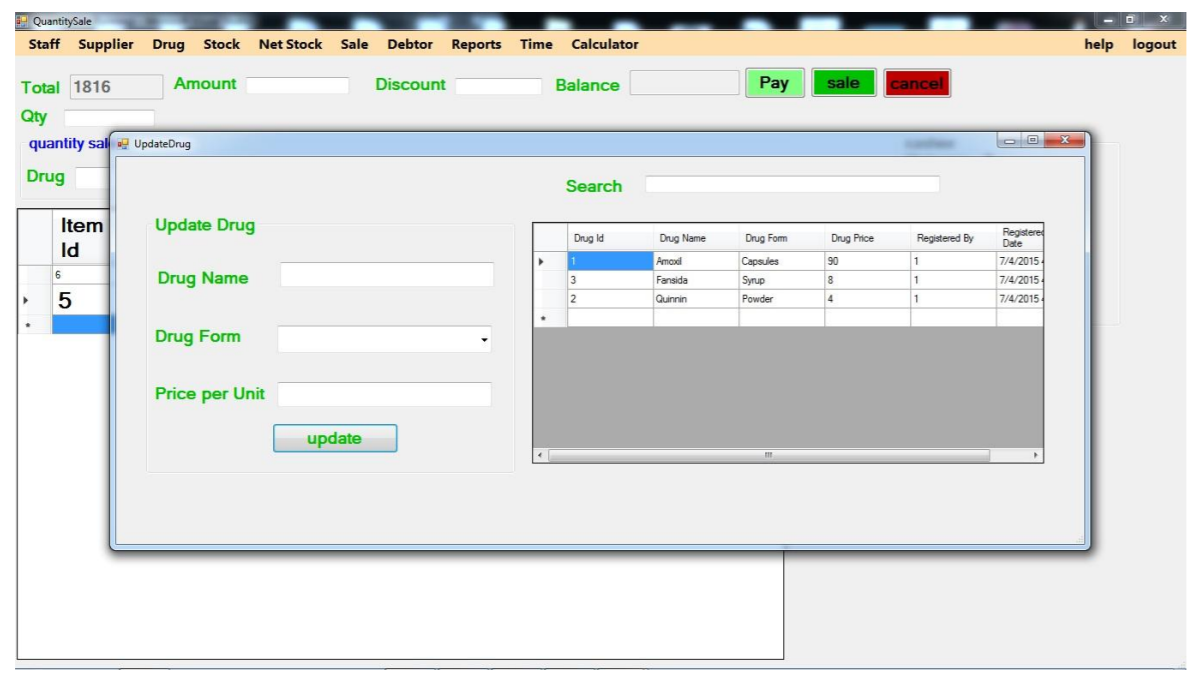 QuantitySale
Staff Supplier Drug Stock Net Stock Sale Debtor Reports Time Calculator help logout
Total 1816 Amount Discount Balance Pay sale cancel
Qty
quantity sal
UpdateDrug
Drug
Search
Item Id
6
5
Update Drug
Drug Name
Drug Form
Price per Unit
update
Drug Id Drug Name Drug Form Drug Price Registered By Registered Date
1 Amoxil Capsules 90 1 7/4/2015
3 Fansida Syrup 8 1 7/4/2015
2 Quinnin Powder 4 1 7/4/2015